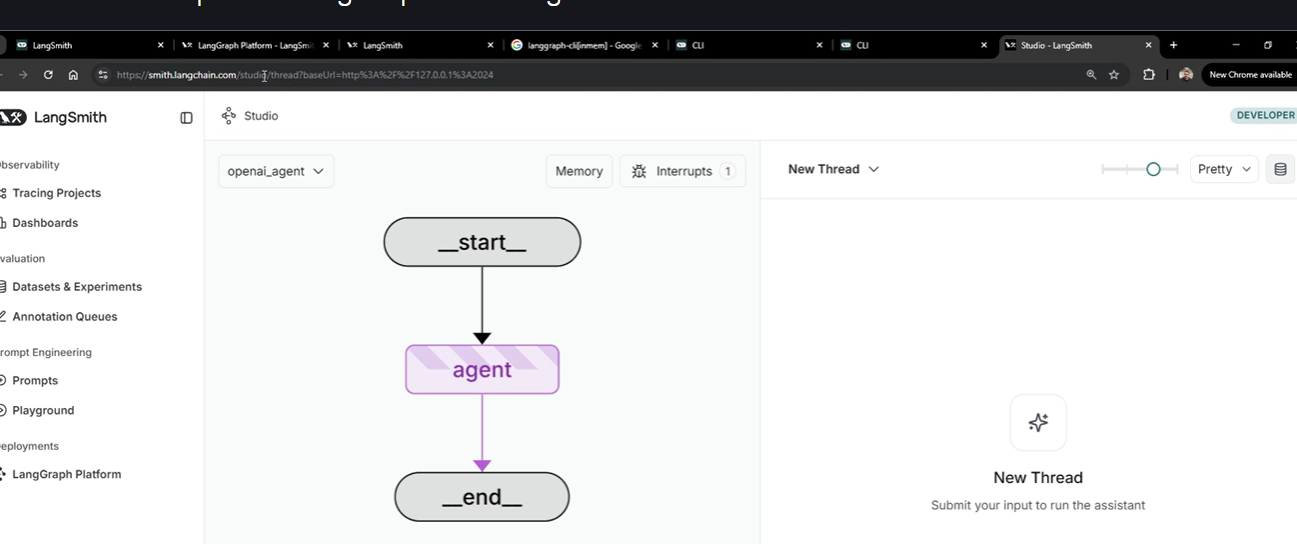 LangSmith
LangGraph Platform - LangSmi
LangSmith
langgraph-cli[inmem] - Google
CLI
CLI
Studio - LangSmith
https://smith.langchain.com/studio/thread?baseUrl=http%3A%2F%2F127.0.0.1%3A2024
New Chrome available
LangSmith
Studio
DEVELOPER
bservability
Tracing Projects
Dashboards
valuation
Datasets & Experiments
Annotation Queues
rompt Engineering
Prompts
Playground
eployments
LangGraph Platform
openai_agent
Memory
Interrupts 1
__start__
agent
__end__
New Thread
Pretty
New Thread
Submit your input to run the assistant